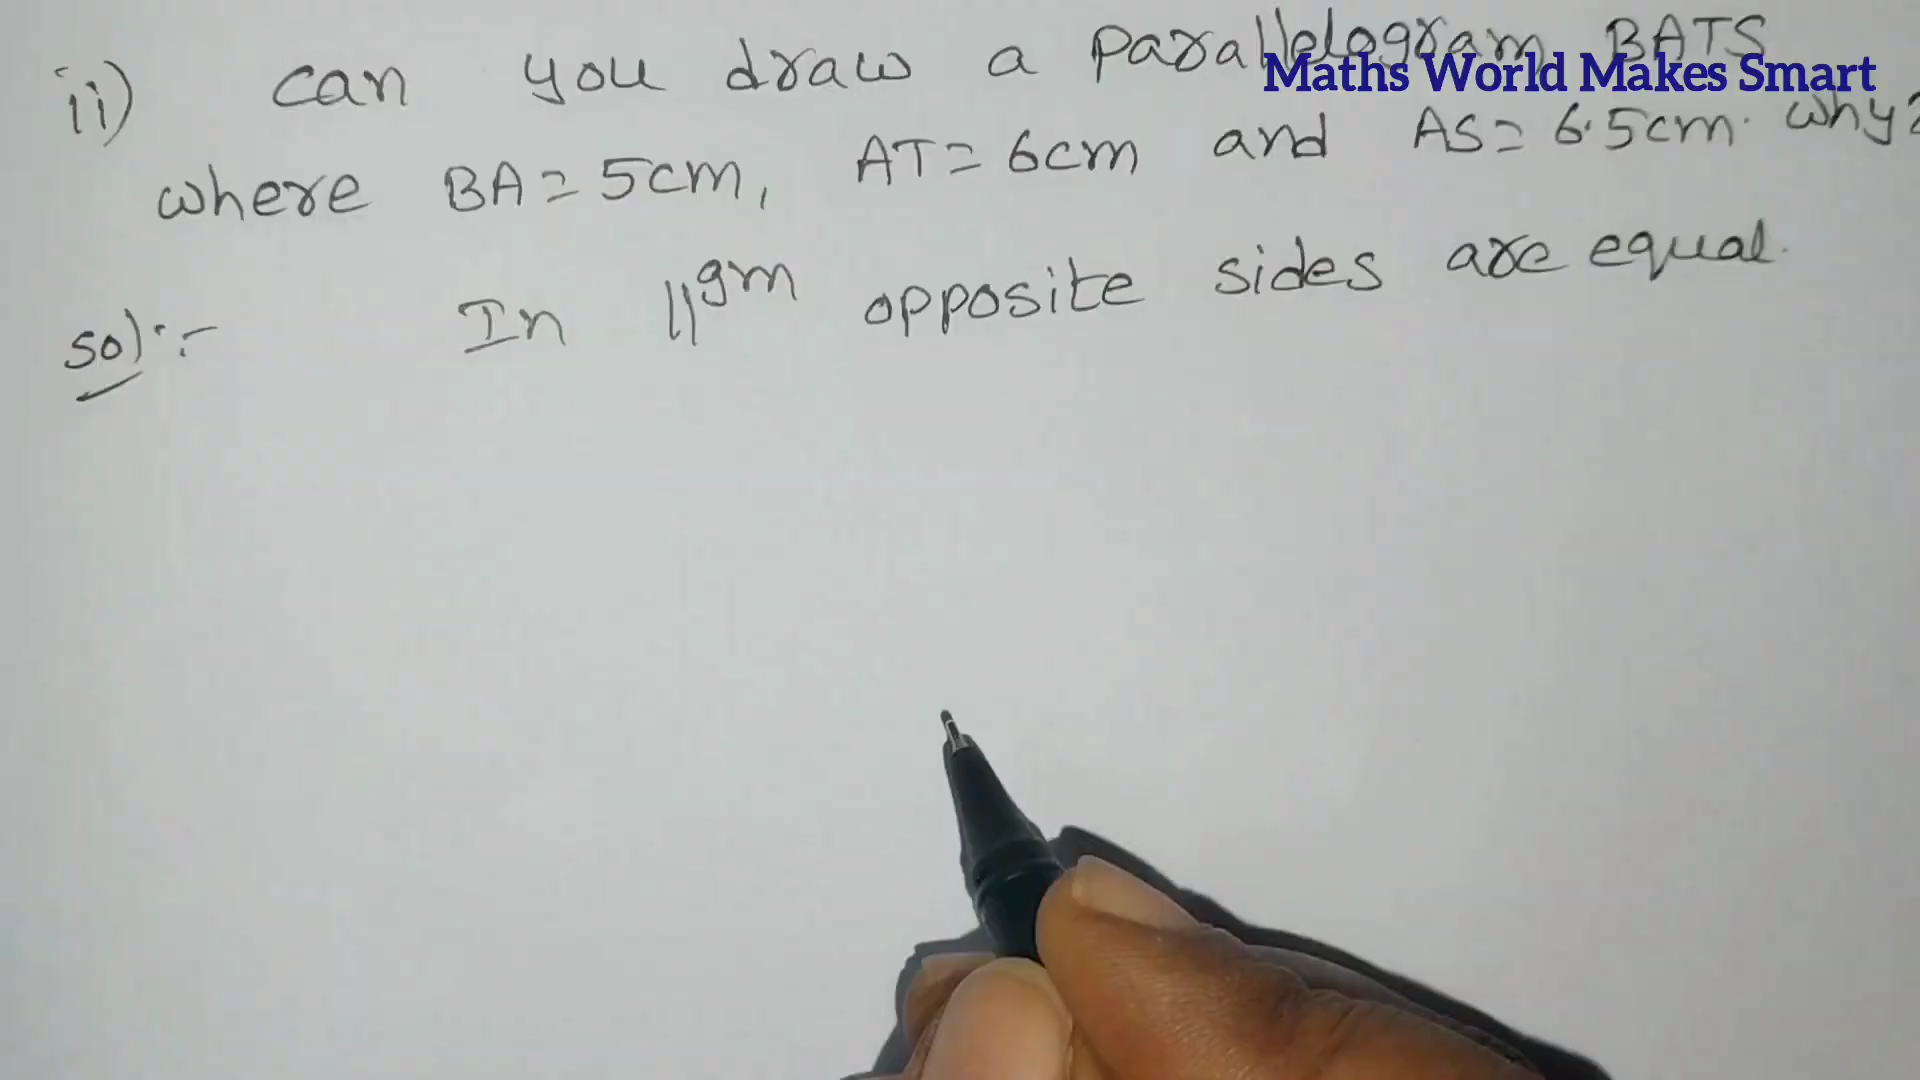 ii) can you draw a parallelogram BATS
Maths World Makes Smart
where BA = 5cm, AT = 6cm and AS = 6.5cm. why?
Sol:- In ||gm opposite sides are equal.